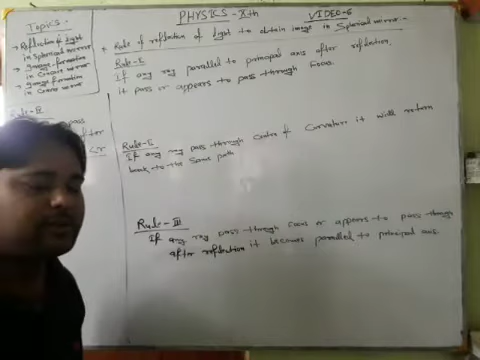 PHYSICS-Xth
VIDEO-6
Topics:-
→ Reflection of Light
in Spherical mirror
→ Image formation
in Concave mirror
→ Image formation
in Convex mirror
* Rule of reflection of Light to obtain image in Spherical mirror:-
Rule-I
If any ray parallel to principal axis after reflection,
it pass or appears to pass through Focus.
pass
after
Rule-II
If any ray pass through Centre of Curvature it will return
back to the same path
Rule-III
If any ray pass through Focus or appears to pass through
after reflection it becomes parallel to principal axis